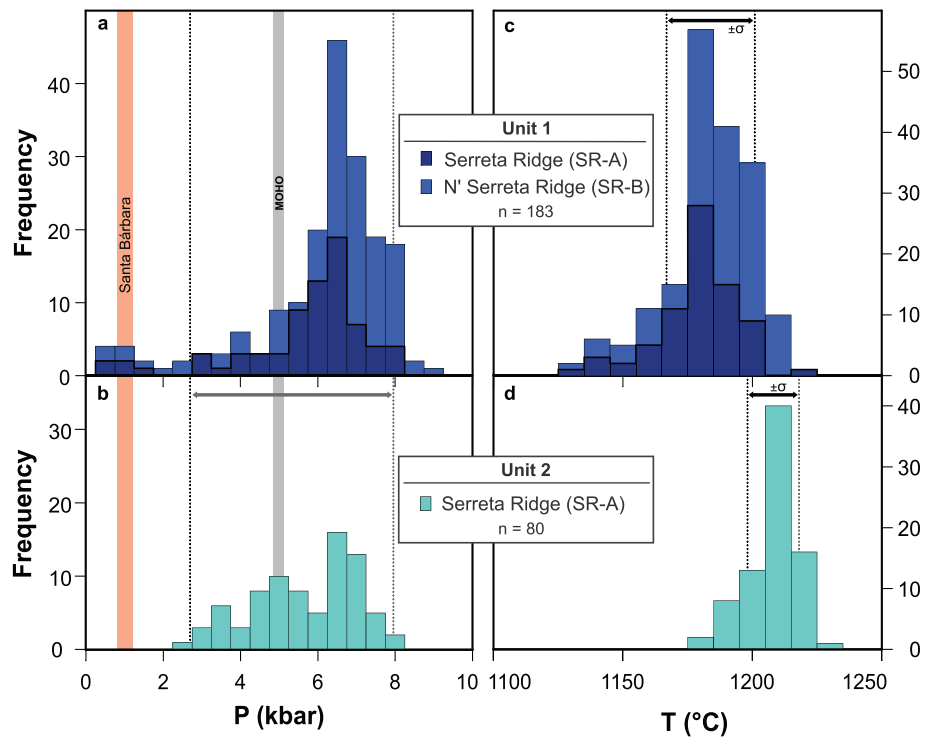 a
Santa Bárbara
MOHO
40
30
20
10
0
Frequency
c
±σ
50
40
30
20
10
0
Unit 1
Serreta Ridge (SR-A)
N' Serreta Ridge (SR-B)
n = 183
b
30
20
10
0
Frequency
0 2 4 6 8 10
P (kbar)
d
±σ
40
30
20
10
0
Unit 2
Serreta Ridge (SR-A)
n = 80
1100 1150 1200 1250
T (°C)